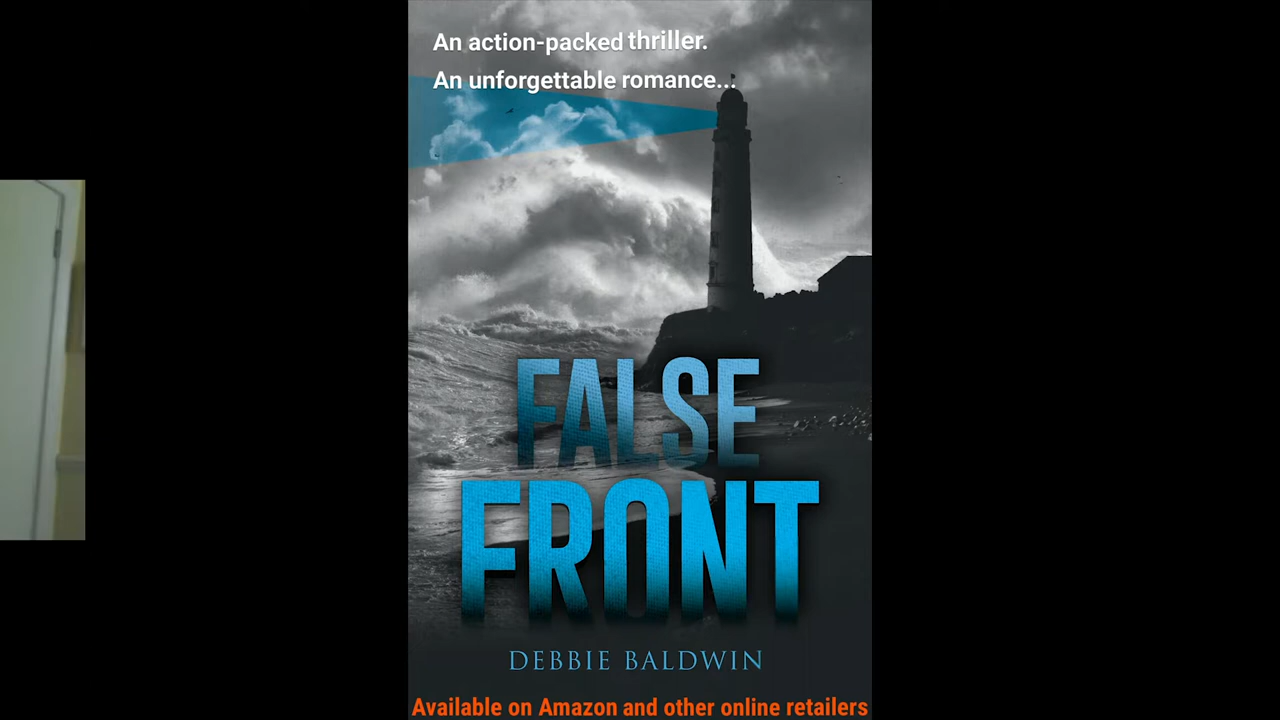 An action-packed thriller.
An unforgettable romance...
FALSE
FRONT
DEBBIE BALDWIN
Available on Amazon and other online retailers